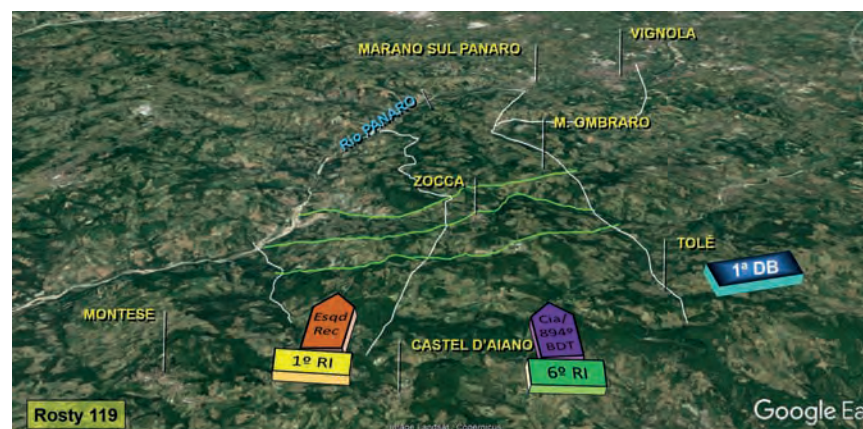 VIGNOLA
MARANO SUL PANARO
Rio PANARO
M. OMBRARO
ZOCCA
TOLÉ
1ª DB
MONTESE
Esqd
Rec
1º RI
CASTEL D'AIANO
Cia/
894º
BDT
6º RI
Rosty 119
Google Ea